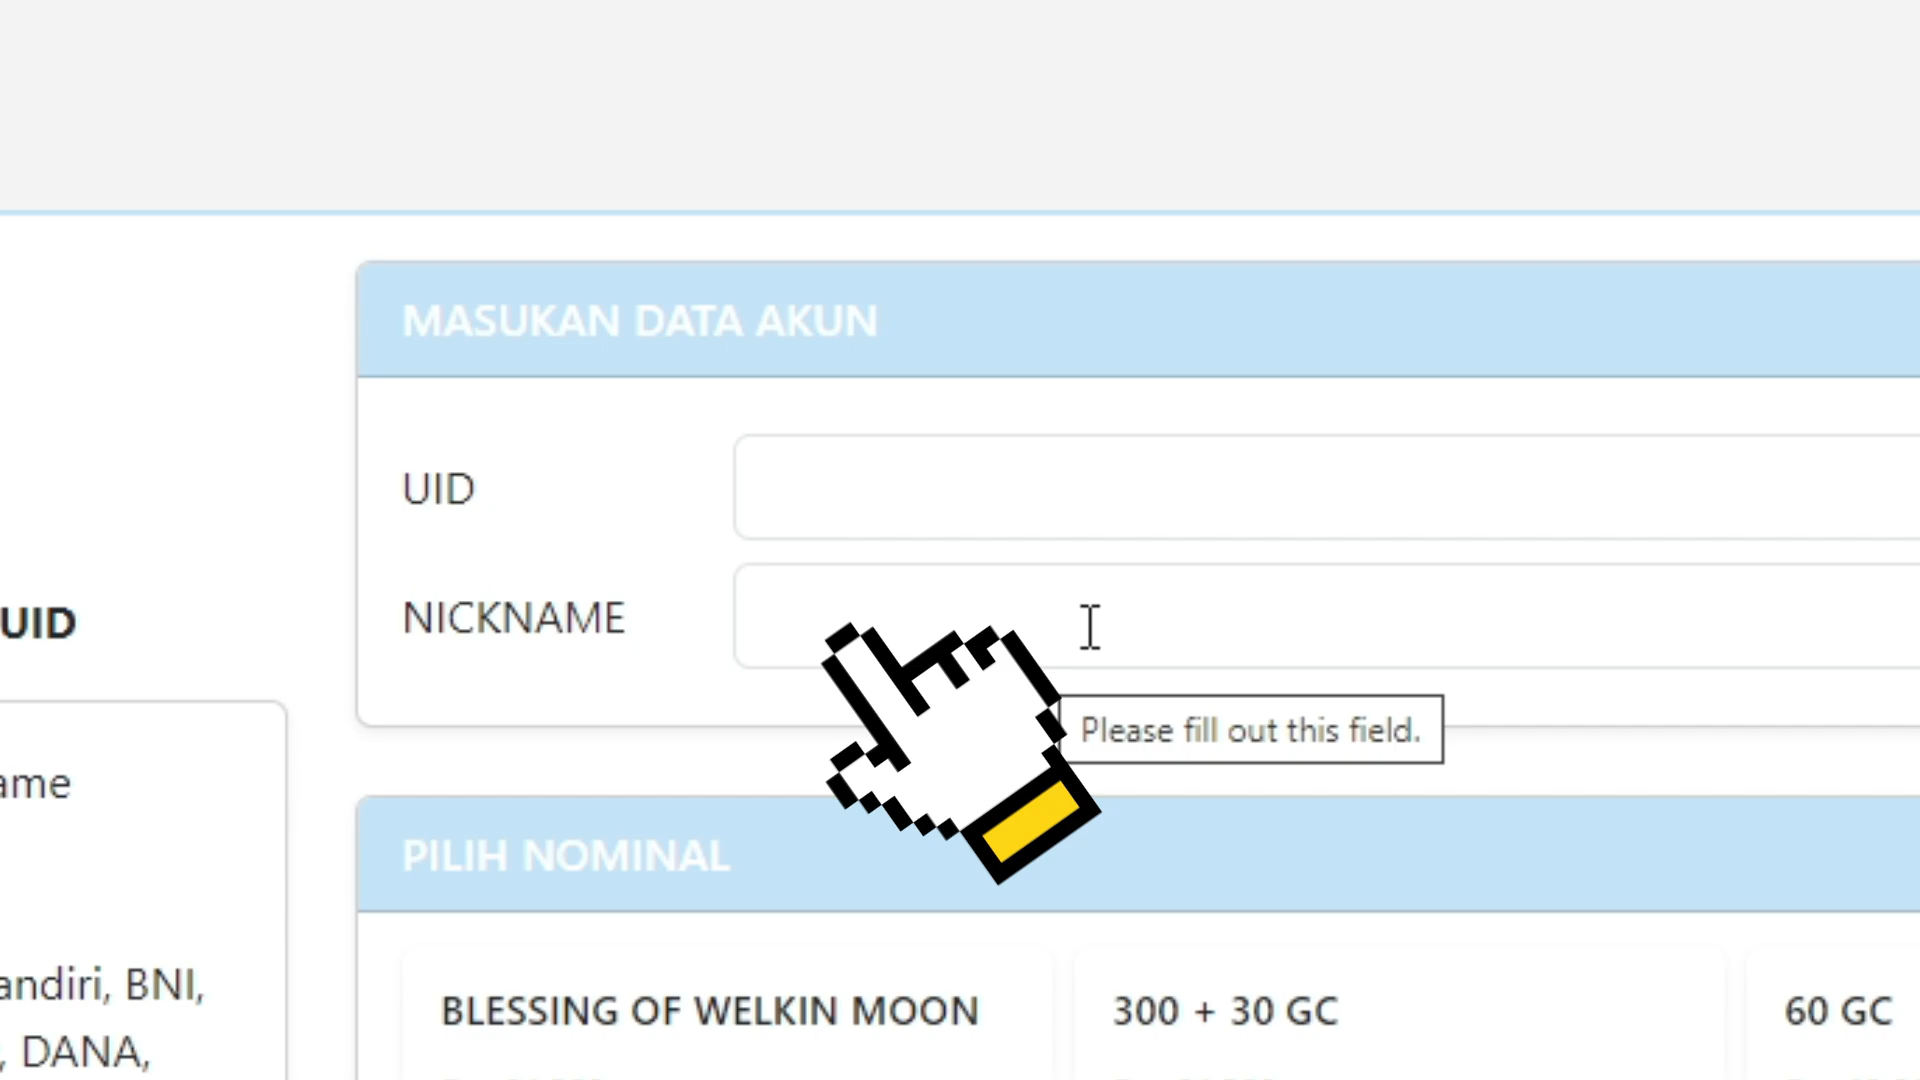 MASUKAN DATA AKUN
UID
NICKNAME
UID
Please fill out this field.
ame
PILIH NOMINAL
andiri, BNI,
, DANA,
BLESSING OF WELKIN MOON
300 + 30 GC
60 GC